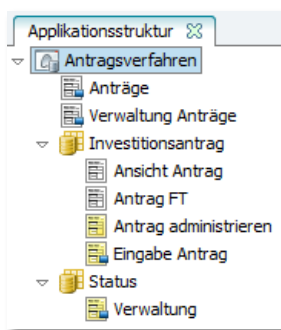 Applikationsstruktur
Antragsverfahren
Anträge
Verwaltung Anträge
Investitionsantrag
Ansicht Antrag
Antrag FT
Antrag administrieren
Eingabe Antrag
Status
Verwaltung